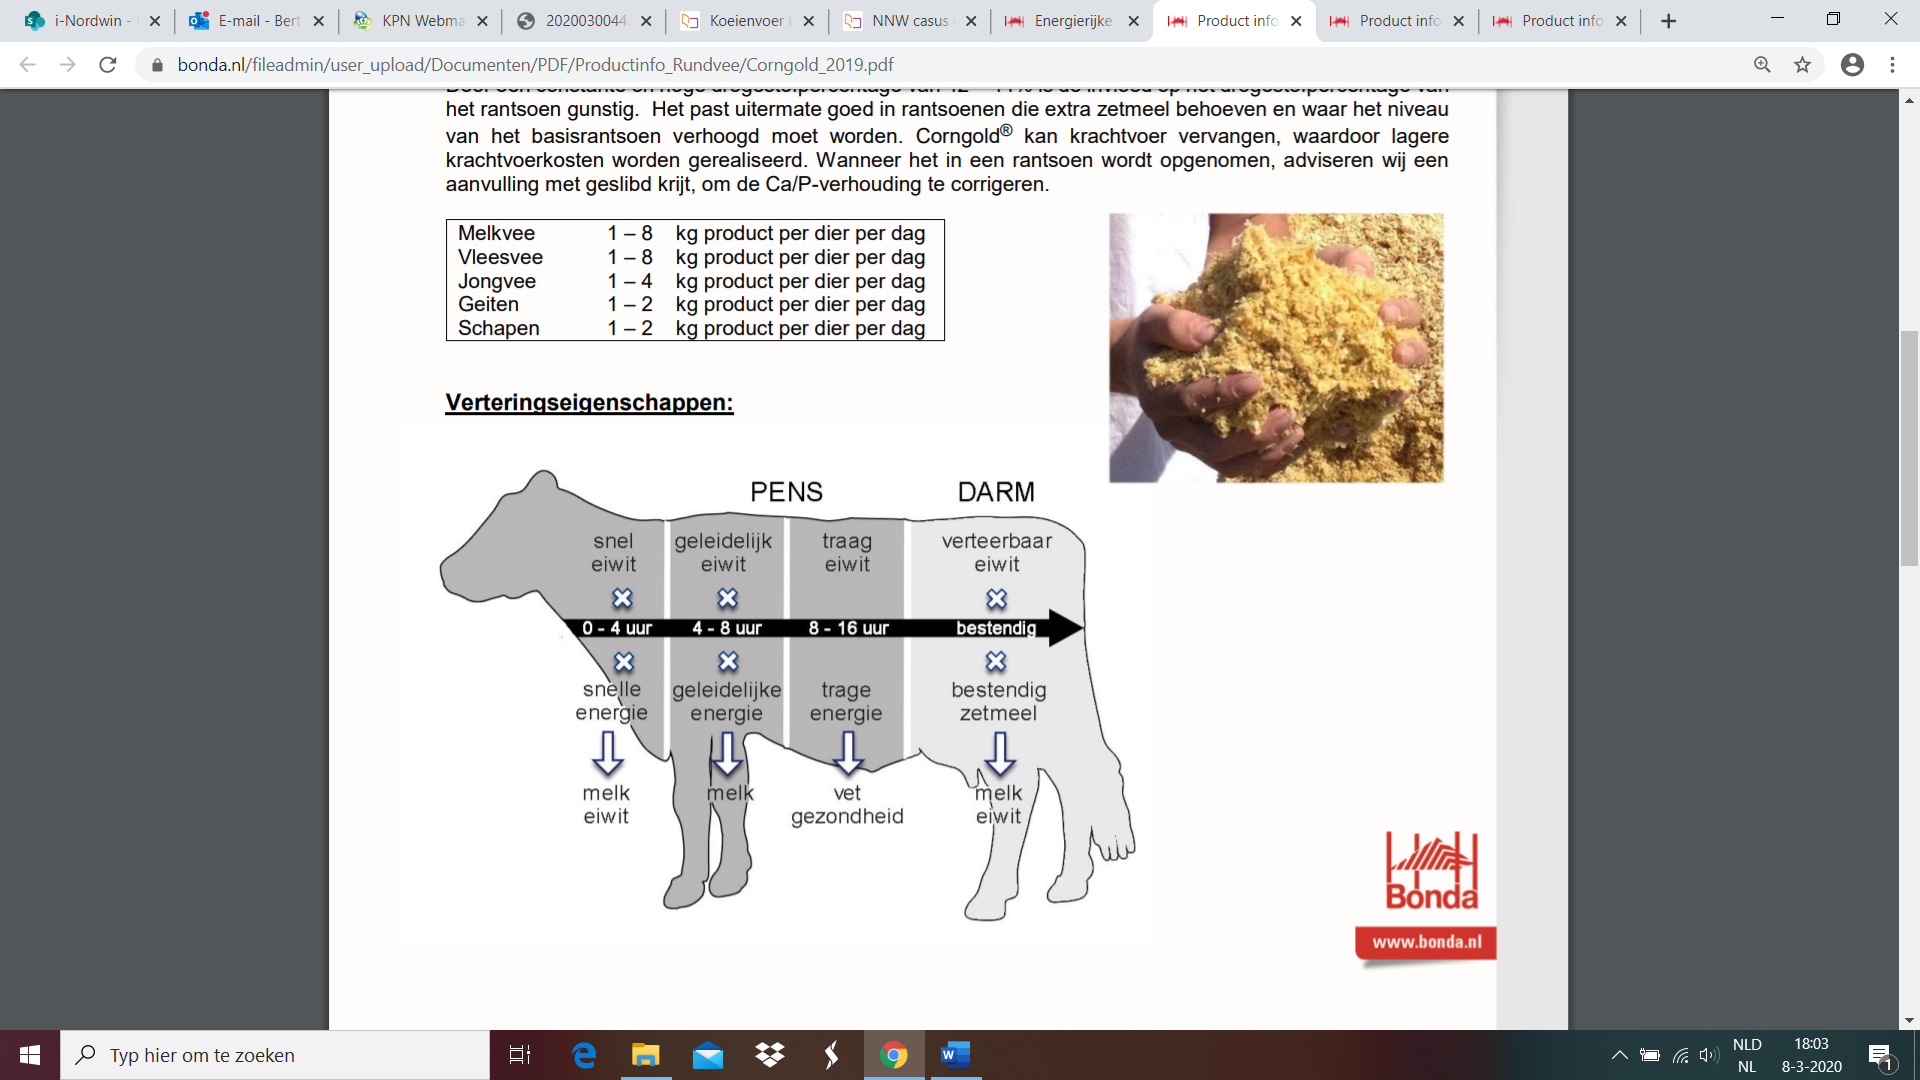 i-Nordwin -
E-mail - Bert
KPN Webma
2020030044
Koeienvoer
NNW casus
Energierijke
Product info
Product info
Product info
bonda.nl/fileadmin/user_upload/Documenten/PDF/Productinfo_Rundvee/Corngold_2019.pdf
het rantsoen gunstig. Het past uitermate goed in rantsoenen die extra zetmeel behoeven en waar het niveau
van het basisrantsoen verhoogd moet worden. Corngold® kan krachtvoer vervangen, waardoor lagere
krachtvoerkosten worden gerealiseerd. Wanneer het in een rantsoen wordt opgenomen, adviseren wij een
aanvulling met geslibd krijt, om de Ca/P-verhouding te corrigeren.
Melkvee 1 – 8 kg product per dier per dag
Vleesvee 1 – 8 kg product per dier per dag
Jongvee 1 – 4 kg product per dier per dag
Geiten 1 – 2 kg product per dier per dag
Schapen 1 – 2 kg product per dier per dag
Verteringseigenschappen:
PENS DARM
snel geleidelijk traag verteerbaar
eiwit eiwit eiwit eiwit
0 - 4 uur 4 - 8 uur 8 - 16 uur bestendig
snelle geleidelijke trage bestendig
energie energie energie zetmeel
melk melk vet melk
eiwit gezondheid eiwit
Bonda
www.bonda.nl
Typ hier om te zoeken
NLD 18:03
NL 8-3-2020
1